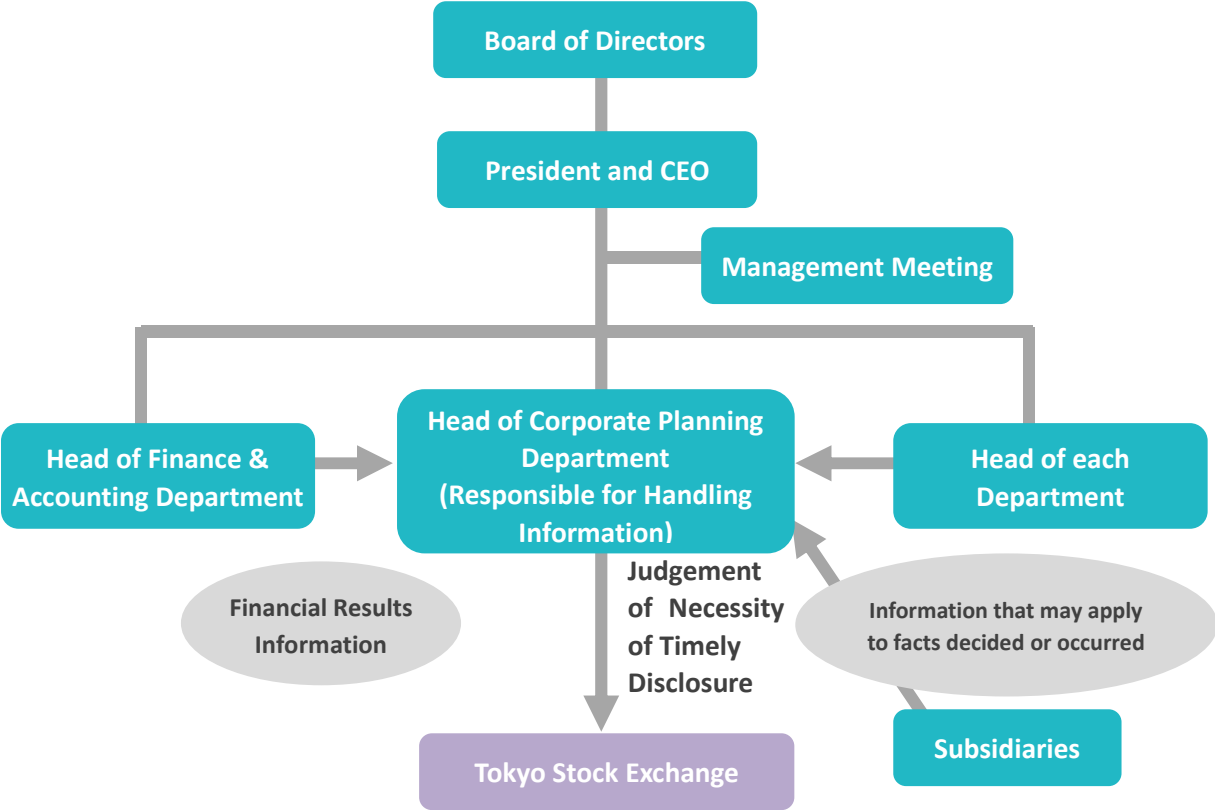 Board of Directors
President and CEO
Management Meeting
Head of Finance &
Accounting Department
Head of Corporate Planning
Department
(Responsible for Handling
Information)
Head of each
Department
Financial Results
Information
Judgement
of Necessity
of Timely
Disclosure
Information that may apply
to facts decided or occurred
Subsidiaries
Tokyo Stock Exchange